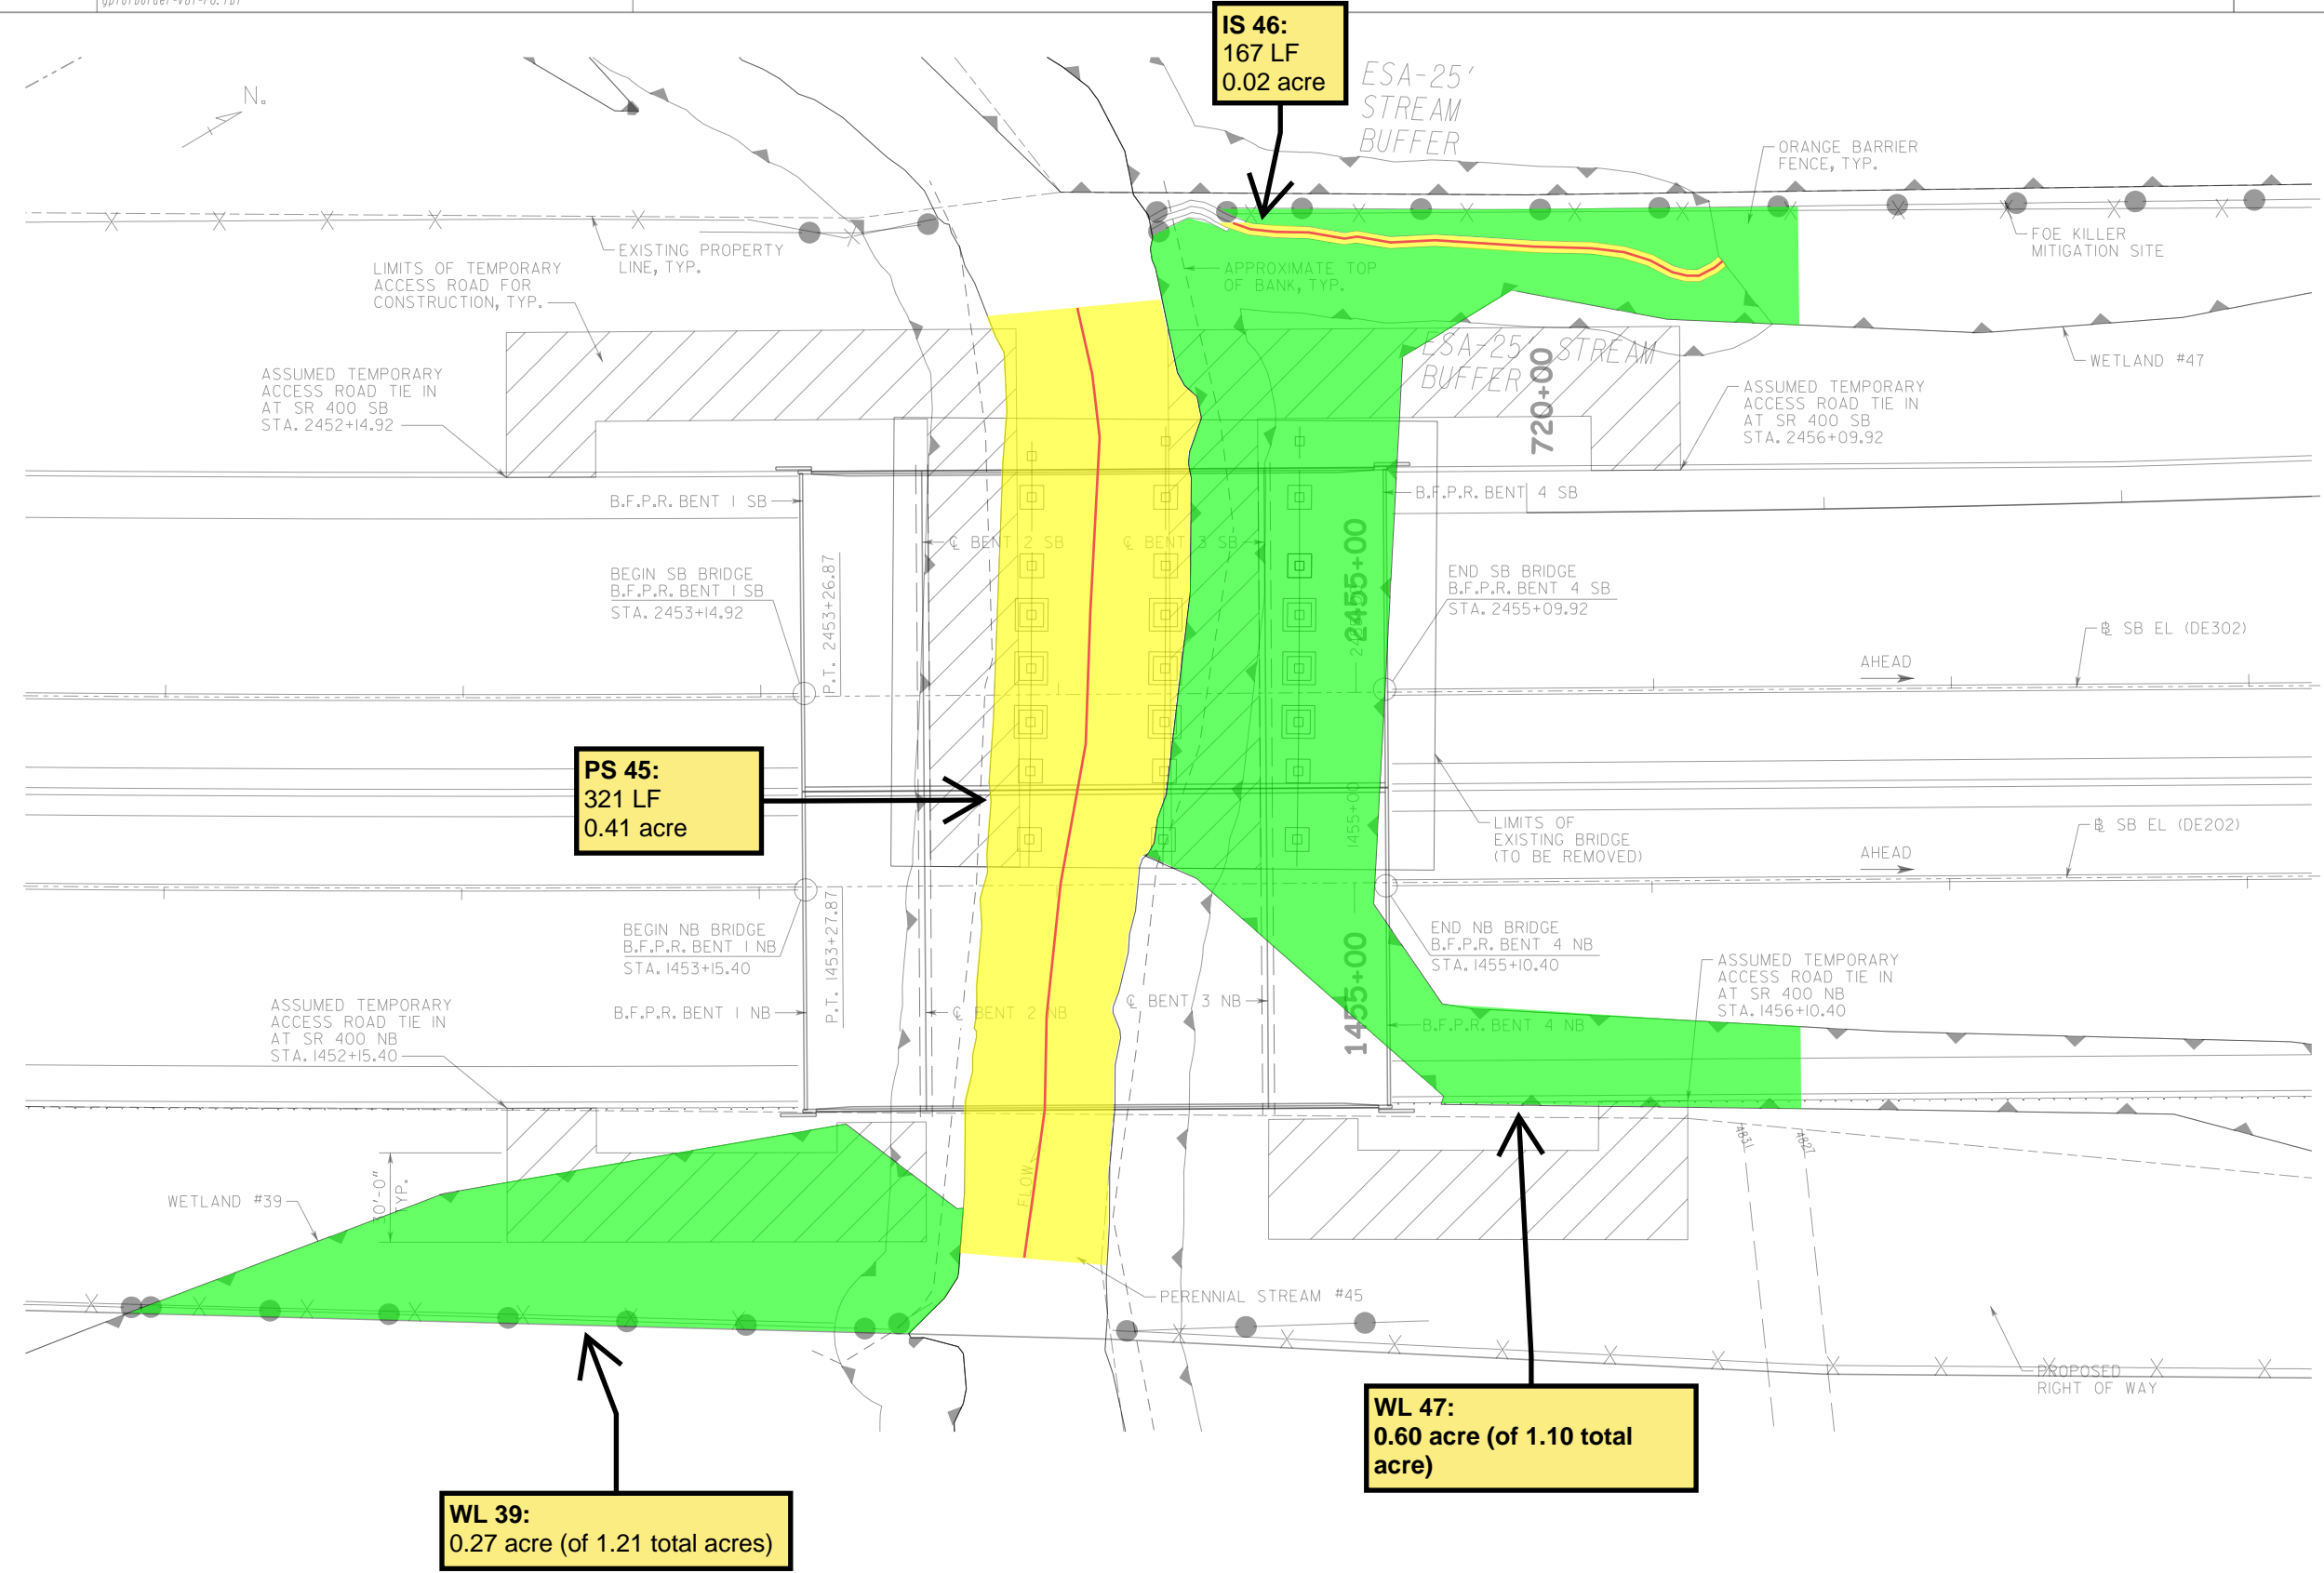 gptorborder-V8i-PO.tbl
IS 46:
167 LF
0.02 acre
ESA-25'
STREAM
BUFFER
N.
ORANGE BARRIER
FENCE, TYP.
EXISTING PROPERTY
LINE, TYP.
FOE KILLER
MITIGATION SITE
LIMITS OF TEMPORARY
ACCESS ROAD FOR
CONSTRUCTION, TYP.
APPROXIMATE TOP
OF BANK, TYP.
ESA-25' STREAM
BUFFER
720+00
WETLAND #47
ASSUMED TEMPORARY
ACCESS ROAD TIE IN
AT SR 400 SB
STA. 2452+14.92
ASSUMED TEMPORARY
ACCESS ROAD TIE IN
AT SR 400 SB
STA. 2456+09.92
B.F.P.R. BENT 1 SB
B.F.P.R. BENT 4 SB
℄ BENT 2 SB
℄ BENT 3 SB
BEGIN SB BRIDGE
B.F.P.R. BENT 1 SB
STA. 2453+14.92
P.T. 2453+26.87
2455+00
END SB BRIDGE
B.F.P.R. BENT 4 SB
STA. 2455+09.92
SB EL (DE302)
AHEAD
PS 45:
321 LF
0.41 acre
1455+00
LIMITS OF
EXISTING BRIDGE
(TO BE REMOVED)
SB EL (DE202)
AHEAD
BEGIN NB BRIDGE
B.F.P.R. BENT 1 NB
STA. 1453+15.40
P.T. 1453+27.87
END NB BRIDGE
B.F.P.R. BENT 4 NB
STA. 1455+10.40
ASSUMED TEMPORARY
ACCESS ROAD TIE IN
AT SR 400 NB
STA. 1452+15.40
ASSUMED TEMPORARY
ACCESS ROAD TIE IN
AT SR 400 NB
STA. 1456+10.40
B.F.P.R. BENT 1 NB
℄ BENT 2 NB
℄ BENT 3 NB
1455+00
B.F.P.R. BENT 4 NB
4831
4827
WETLAND #39
30'-0"
TYP.
FLOW
PERENNIAL STREAM #45
PROPOSED
RIGHT OF WAY
WL 47:
0.60 acre (of 1.10 total
acre)
WL 39:
0.27 acre (of 1.21 total acres)